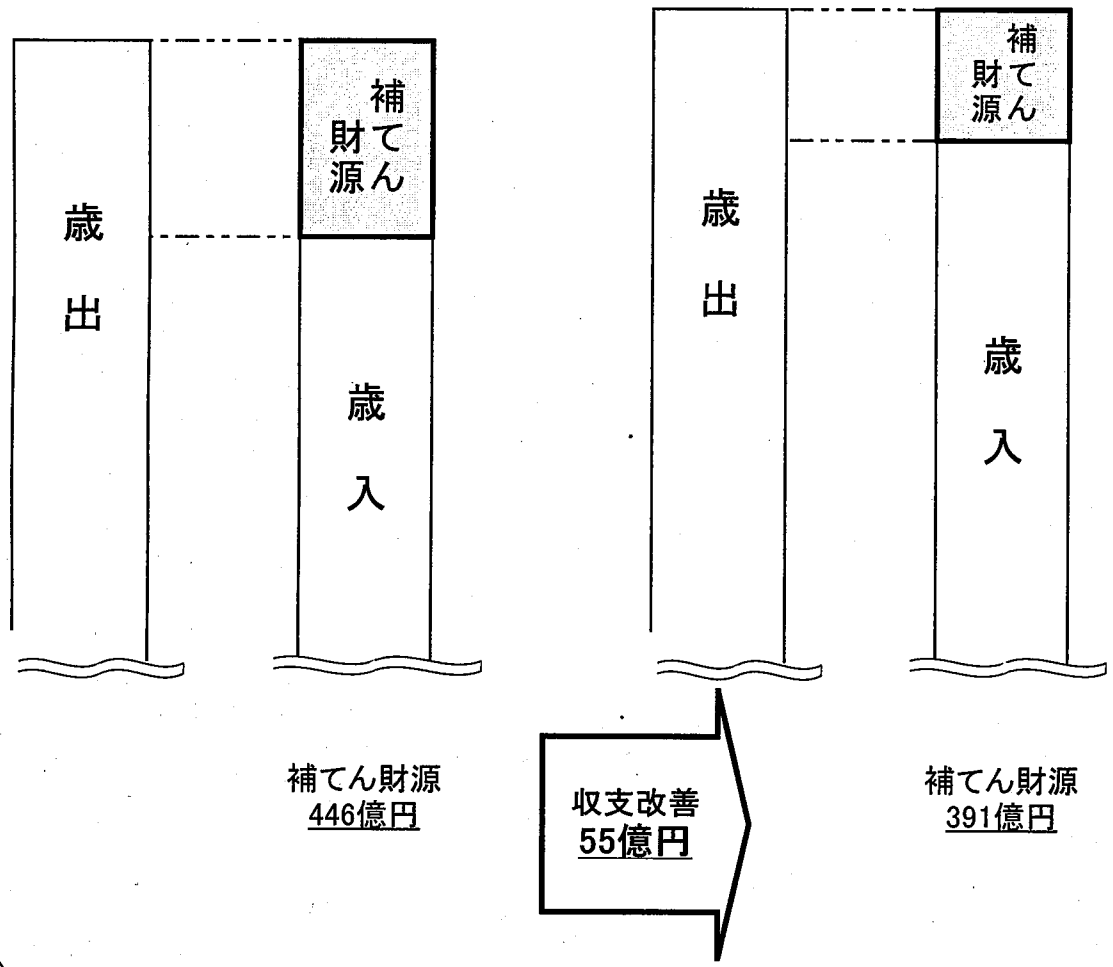 歳出
補てん
財源
歳入
補てん財源
446億円
収支改善
55億円
歳出
補てん
財源
歳入
補てん財源
391億円